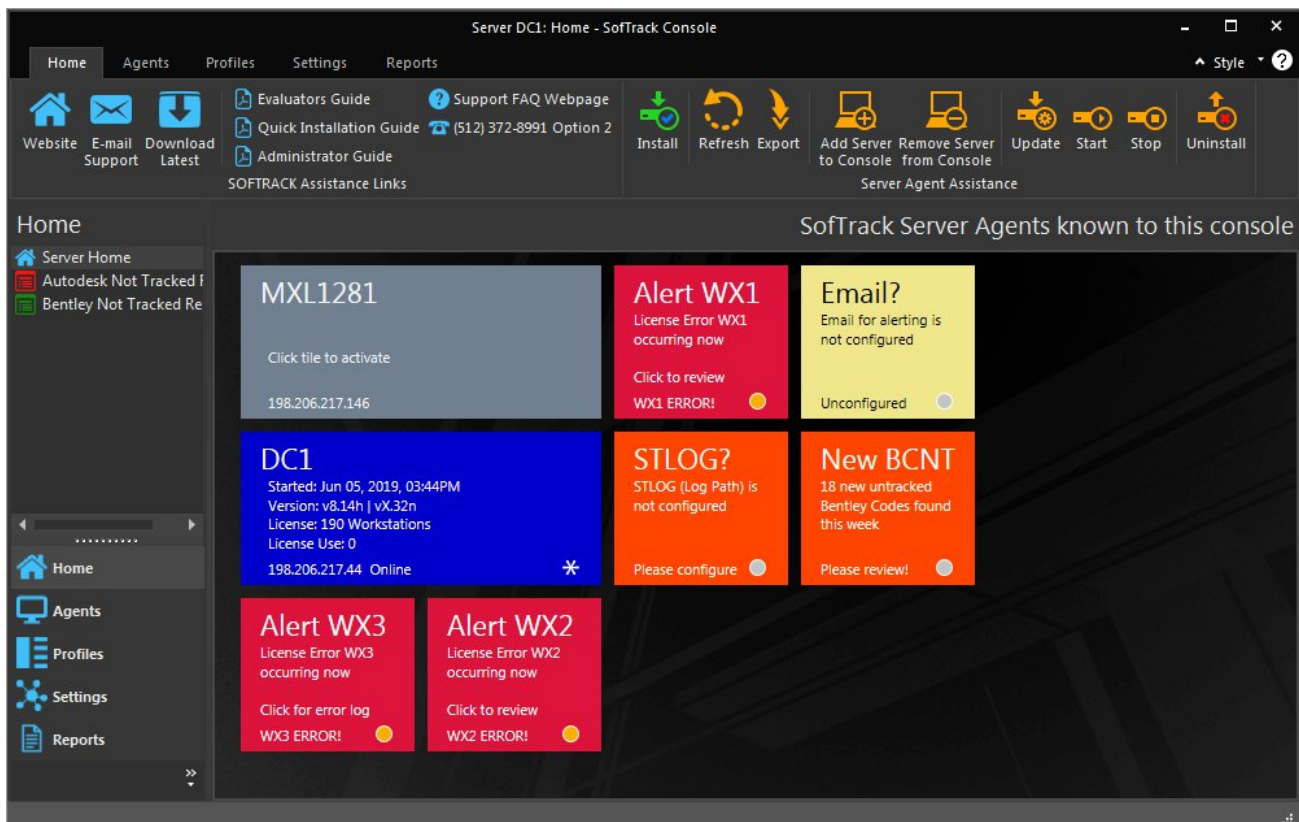 Server DC1: Home - SofTrack Console
Home Agents Profiles Settings Reports
Style
Website
E-mail Support
Download Latest
Evaluators Guide
Quick Installation Guide
Administrator Guide
Support FAQ Webpage
(512) 372-8991 Option 2
SOFTRACK Assistance Links
Install
Refresh
Export
Add Server to Console
Remove Server from Console
Update
Start
Stop
Uninstall
Server Agent Assistance
Home
SofTrack Server Agents known to this console
Server Home
Autodesk Not Tracked
Bentley Not Tracked Re
Home
Agents
Profiles
Settings
Reports
MXL1281
Click tile to activate
198.206.217.146
Alert WX1
License Error WX1
occurring now
Click to review
WX1 ERROR!
Email?
Email for alerting is
not configured
Unconfigured
DC1
Started: Jun 05, 2019, 03:44PM
Version: v8.14h | vX.32n
License: 190 Workstations
License Use: 0
198.206.217.44 Online
STLOG?
STLOG (Log Path) is
not configured
Please configure
New BCNT
18 new untracked
Bentley Codes found
this week
Please review!
Alert WX3
License Error WX3
occurring now
Click for error log
WX3 ERROR!
Alert WX2
License Error WX2
occurring now
Click to review
WX2 ERROR!